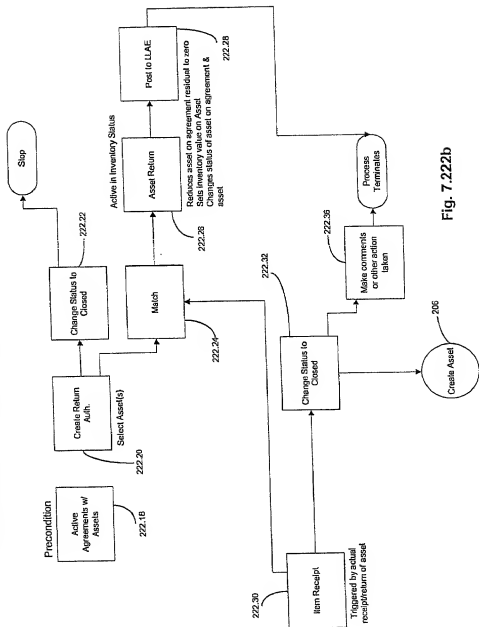 Precondition
Active
Agreements w/
Assets
222.18
Create Return
Auth.
222.20
Select Asset(s)
Change Status to
Closed
222.22
Stop
Match
222.24
Active in Inventory Status
Asset Return
222.26
Reduces asset on agreement residual to zero
Sets inventory value on Asset
Changes status of asset on agreement &
asset
Post to LLAE
222.28
222.30
Item Receipt
Triggered by actual
receipt/return of asset
Change Status to
Closed
222.32
Make comments
or other action
taken
222.36
Process
Terminates
Create Asset
206
Fig. 7.222b